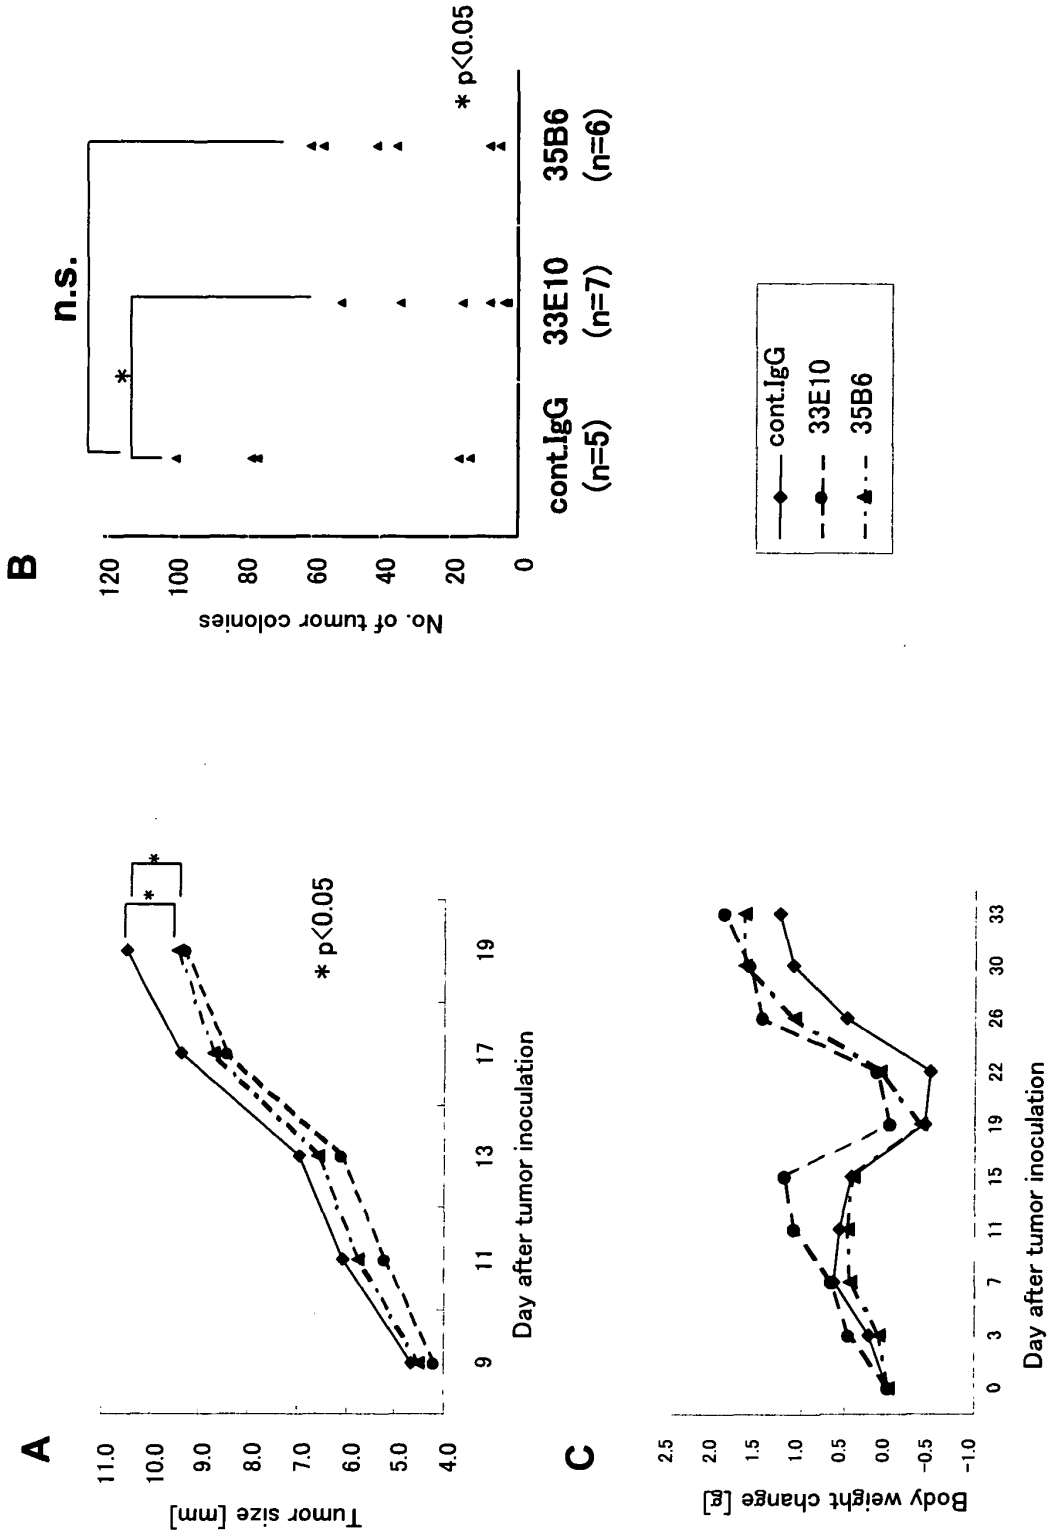 A
Tumor size [mm]
11.0
10.0
9.0
8.0
7.0
6.0
5.0
4.0
9
11
13
17
19
Day after tumor inoculation
*
*
* p<0.05
B
No. of tumor colonies
120
100
80
60
40
20
0
n.s.
*
cont.IgG
(n=5)
33E10
(n=7)
35B6
(n=6)
* p<0.05
C
Body weight change [g]
2.5
2.0
1.5
1.0
0.5
0.0
-0.5
-1.0
0
3
7
11
15
19
22
26
30
33
Day after tumor inoculation
cont.IgG
33E10
35B6